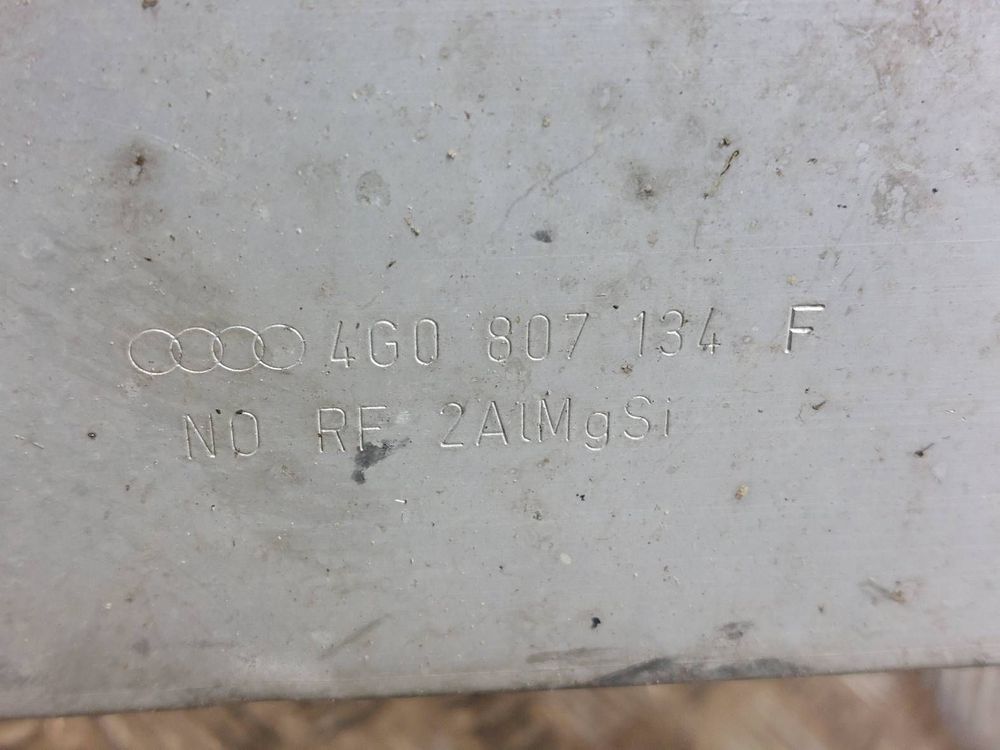 4G0 807 134 F
NO RF 2AlMgSi